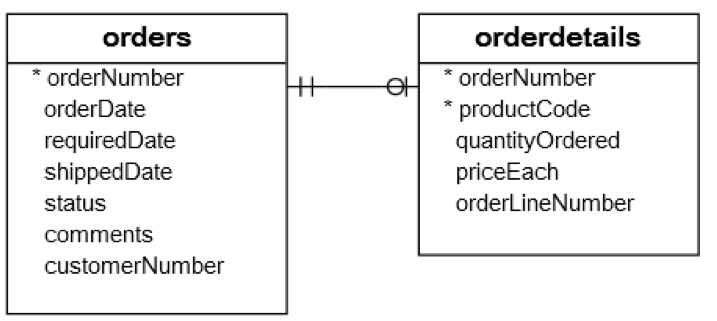 orders
* orderNumber
orderDate
requiredDate
shippedDate
status
comments
customerNumber
orderdetails
* orderNumber
* productCode
quantityOrdered
priceEach
orderLineNumber